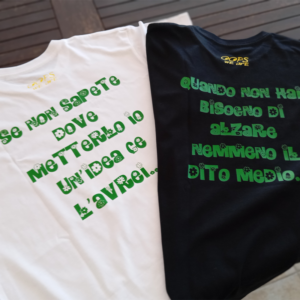 SE NON SAPETE
DOVE
METTERLO IO
UN'IDEA CE
L'AVREI...
QUANDO NON HAI
BISOGNO DI
ALZARE
NEMMENO IL
DITO MEDIO...